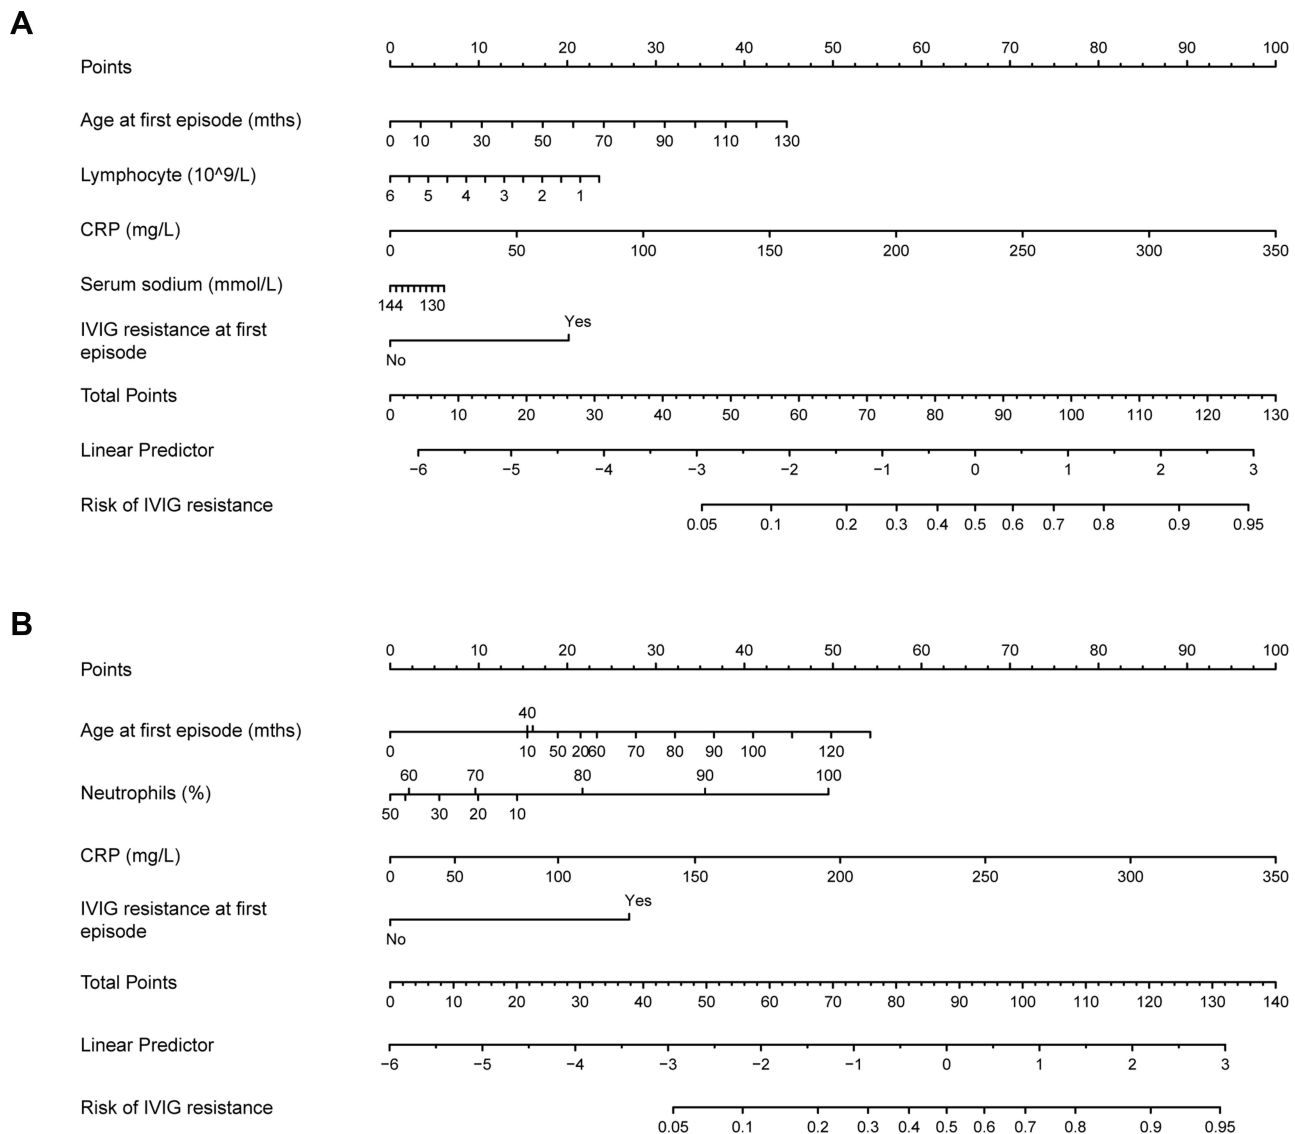 A
0 10 20 30 40 50 60 70 80 90 100
Points
Age at first episode (mths)
0 10 30 50 70 90 110 130
Lymphocyte (10^9/L)
6 5 4 3 2 1
CRP (mg/L)
0 50 100 150 200 250 300 350
Serum sodium (mmol/L)
144 130
Yes
IVIG resistance at first
episode
No
Total Points
0 10 20 30 40 50 60 70 80 90 100 110 120 130
Linear Predictor
−6 −5 −4 −3 −2 −1 0 1 2 3
Risk of IVIG resistance
0.05 0.1 0.2 0.3 0.4 0.5 0.6 0.7 0.8 0.9 0.95
B
0 10 20 30 40 50 60 70 80 90 100
Points
40
Age at first episode (mths)
0 10 50 20 60 70 80 90 100 120
60 70 80 90 100
Neutrophils (%)
50 30 20 10
CRP (mg/L)
0 50 100 150 200 250 300 350
Yes
IVIG resistance at first
episode
No
Total Points
0 10 20 30 40 50 60 70 80 90 100 110 120 130 140
Linear Predictor
−6 −5 −4 −3 −2 −1 0 1 2 3
Risk of IVIG resistance
0.05 0.1 0.2 0.3 0.4 0.5 0.6 0.7 0.8 0.9 0.95